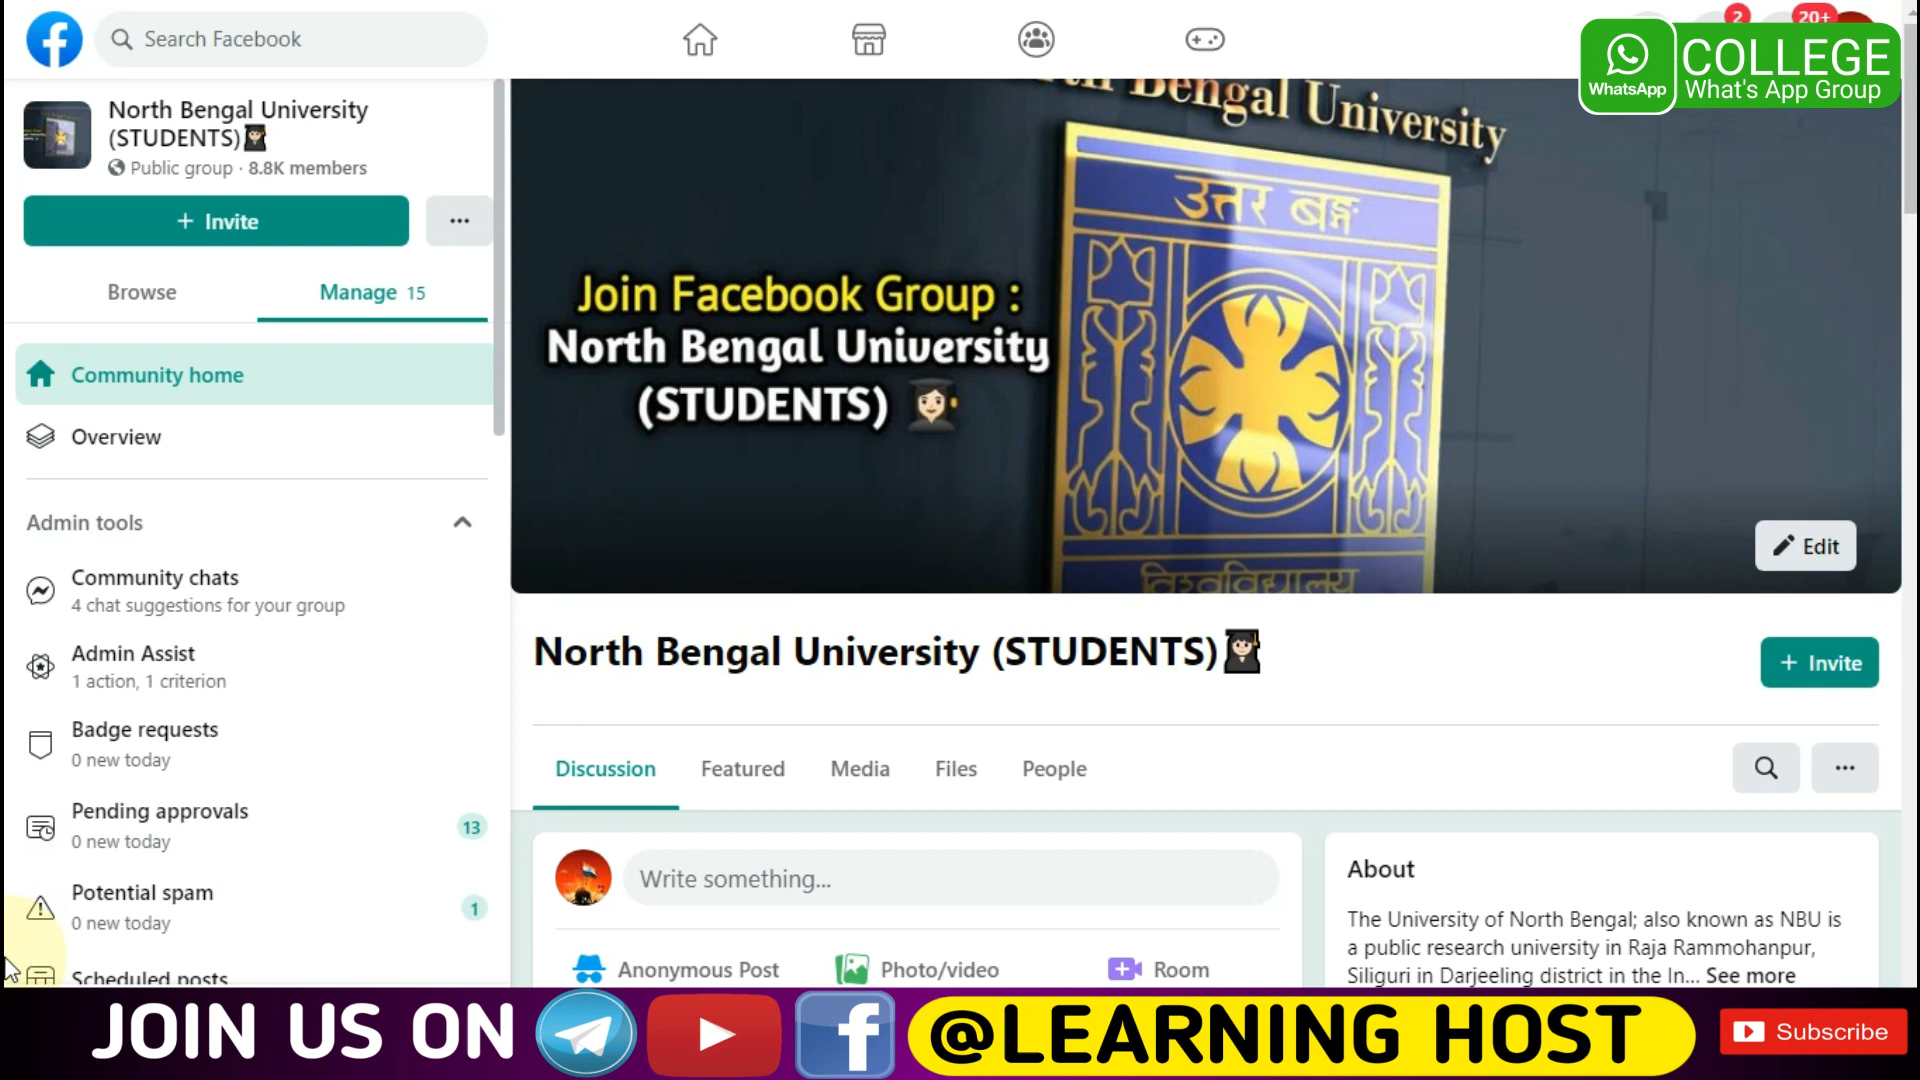 Search Facebook
2
20+
WhatsApp
COLLEGE
What's App Group
North Bengal University
(STUDENTS)
Public group · 8.8K members
+ Invite
Browse
Manage 15
Community home
Overview
Admin tools
Community chats
4 chat suggestions for your group
Admin Assist
1 action, 1 criterion
Badge requests
0 new today
Pending approvals
0 new today
13
Potential spam
0 new today
1
Scheduled posts
Bengal University
उत्तर बङ्ग
विश्वविद्यालय
Join Facebook Group :
North Bengal University
(STUDENTS)
Edit
North Bengal University (STUDENTS)
+ Invite
Discussion
Featured
Media
Files
People
Write something...
Anonymous Post
Photo/video
Room
About
The University of North Bengal; also known as NBU is
a public research university in Raja Rammohanpur,
Siliguri in Darjeeling district in the In... See more
JOIN US ON
@LEARNING HOST
Subscribe